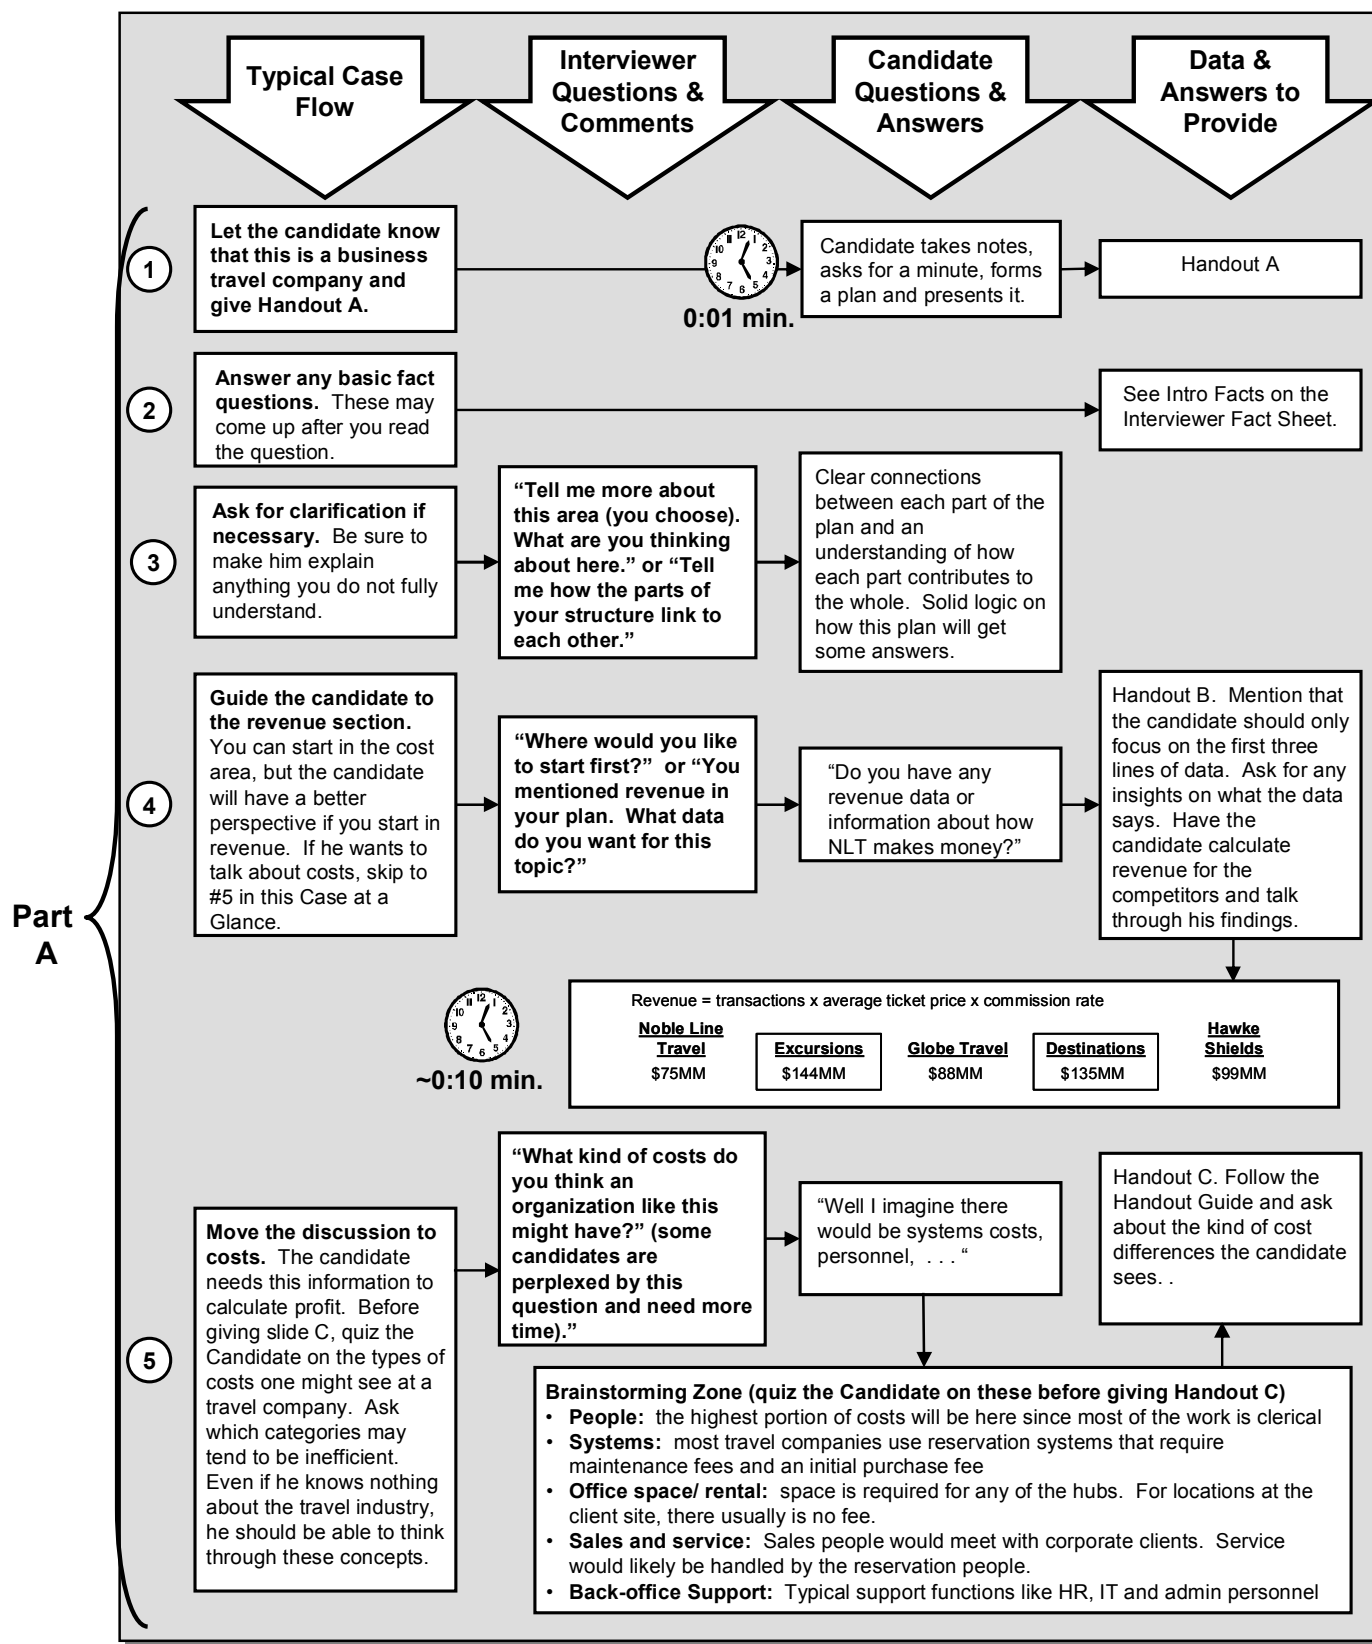 Typical Case
Flow
Interviewer
Questions &
Comments
Candidate
Questions &
Answers
Data &
Answers to
Provide
Part
A
1
Let the candidate know
that this is a business
travel company and
give Handout A.
12
1
2
3
4
5
6
7
8
9
10
11
0:01 min.
Candidate takes notes,
asks for a minute, forms
a plan and presents it.
Handout A
2
Answer any basic fact
questions. These may
come up after you read
the question.
See Intro Facts on the
Interviewer Fact Sheet.
3
Ask for clarification if
necessary. Be sure to
make him explain
anything you do not fully
understand.
“Tell me more about
this area (you choose).
What are you thinking
about here.” or “Tell
me how the parts of
your structure link to
each other.”
Clear connections
between each part of the
plan and an
understanding of how
each part contributes to
the whole. Solid logic on
how this plan will get
some answers.
4
Guide the candidate to
the revenue section.
You can start in the cost
area, but the candidate
will have a better
perspective if you start in
revenue. If he wants to
talk about costs, skip to
#5 in this Case at a
Glance.
“Where would you like
to start first?” or “You
mentioned revenue in
your plan. What data
do you want for this
topic?”
“Do you have any
revenue data or
information about how
NLT makes money?”
Handout B. Mention that
the candidate should only
focus on the first three
lines of data. Ask for any
insights on what the data
says. Have the
candidate calculate
revenue for the
competitors and talk
through his findings.
12
1
2
3
4
5
6
7
8
9
10
11
~0:10 min.
Revenue = transactions x average ticket price x commission rate
Noble Line
Travel
$75MM
Excursions
$144MM
Globe Travel
$88MM
Destinations
$135MM
Hawke
Shields
$99MM
5
Move the discussion to
costs. The candidate
needs this information to
calculate profit. Before
giving slide C, quiz the
Candidate on the types of
costs one might see at a
travel company. Ask
which categories may
tend to be inefficient.
Even if he knows nothing
about the travel industry,
he should be able to think
through these concepts.
“What kind of costs do
you think an
organization like this
might have?” (some
candidates are
perplexed by this
question and need more
time).”
“Well I imagine there
would be systems costs,
personnel, . . . “
Handout C. Follow the
Handout Guide and ask
about the kind of cost
differences the candidate
sees. .
Brainstorming Zone (quiz the Candidate on these before giving Handout C)
• People: the highest portion of costs will be here since most of the work is clerical
• Systems: most travel companies use reservation systems that require
maintenance fees and an initial purchase fee
• Office space/ rental: space is required for any of the hubs. For locations at the
client site, there usually is no fee.
• Sales and service: Sales people would meet with corporate clients. Service
would likely be handled by the reservation people.
• Back-office Support: Typical support functions like HR, IT and admin personnel